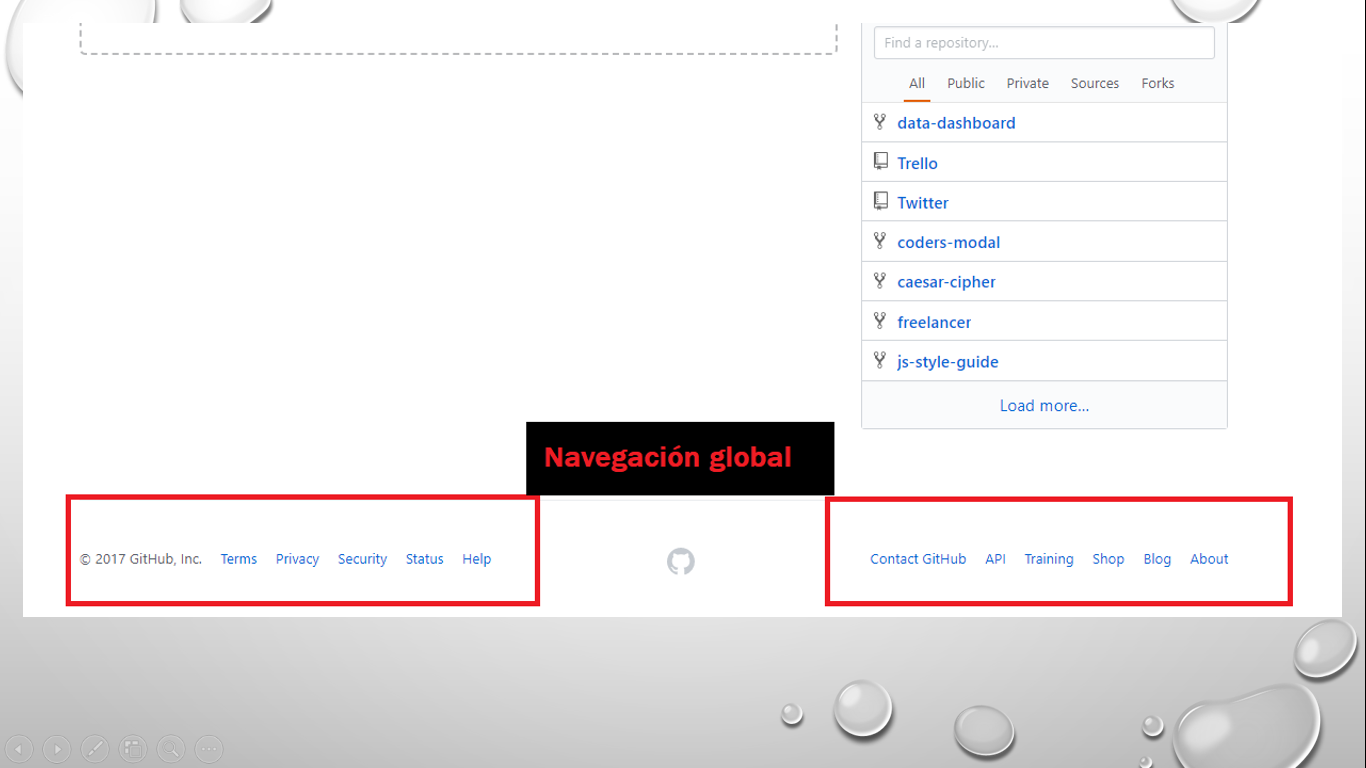 Find a repository...
All Public Private Sources Forks
data-dashboard
Trello
Twitter
coders-modal
caesar-cipher
freelancer
js-style-guide
Load more...
Navegación global
© 2017 GitHub, Inc. Terms Privacy Security Status Help
Contact GitHub API Training Shop Blog About